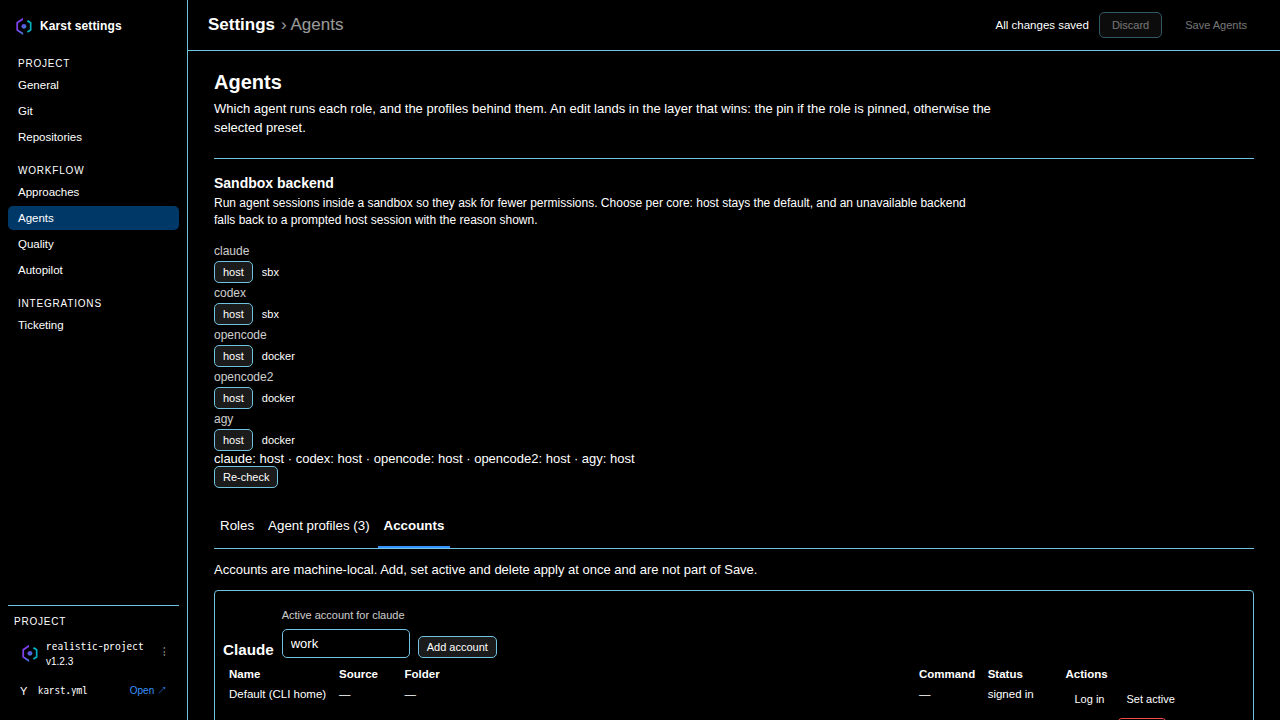 Karst settings
PROJECT
General
Git
Repositories
WORKFLOW
Approaches
Agents
Quality
Autopilot
INTEGRATIONS
Ticketing
PROJECT
realistic-project
v1.2.3
karst.yml
Open ↗
Settings › Agents
All changes saved
Discard
Save Agents
Agents
Which agent runs each role, and the profiles behind them. An edit lands in the layer that wins: the pin if the role is pinned, otherwise the
selected preset.
Sandbox backend
Run agent sessions inside a sandbox so they ask for fewer permissions. Choose per core: host stays the default, and an unavailable backend
falls back to a prompted host session with the reason shown.
claude
host sbx
codex
host sbx
opencode
host docker
opencode2
host docker
agy
host docker
claude: host · codex: host · opencode: host · opencode2: host · agy: host
Re-check
Roles Agent profiles (3) Accounts
Accounts are machine-local. Add, set active and delete apply at once and are not part of Save.
Active account for claude
Claude work Add account
Name Source Folder Command Status Actions
Default (CLI home) — — — signed in Log in Set active